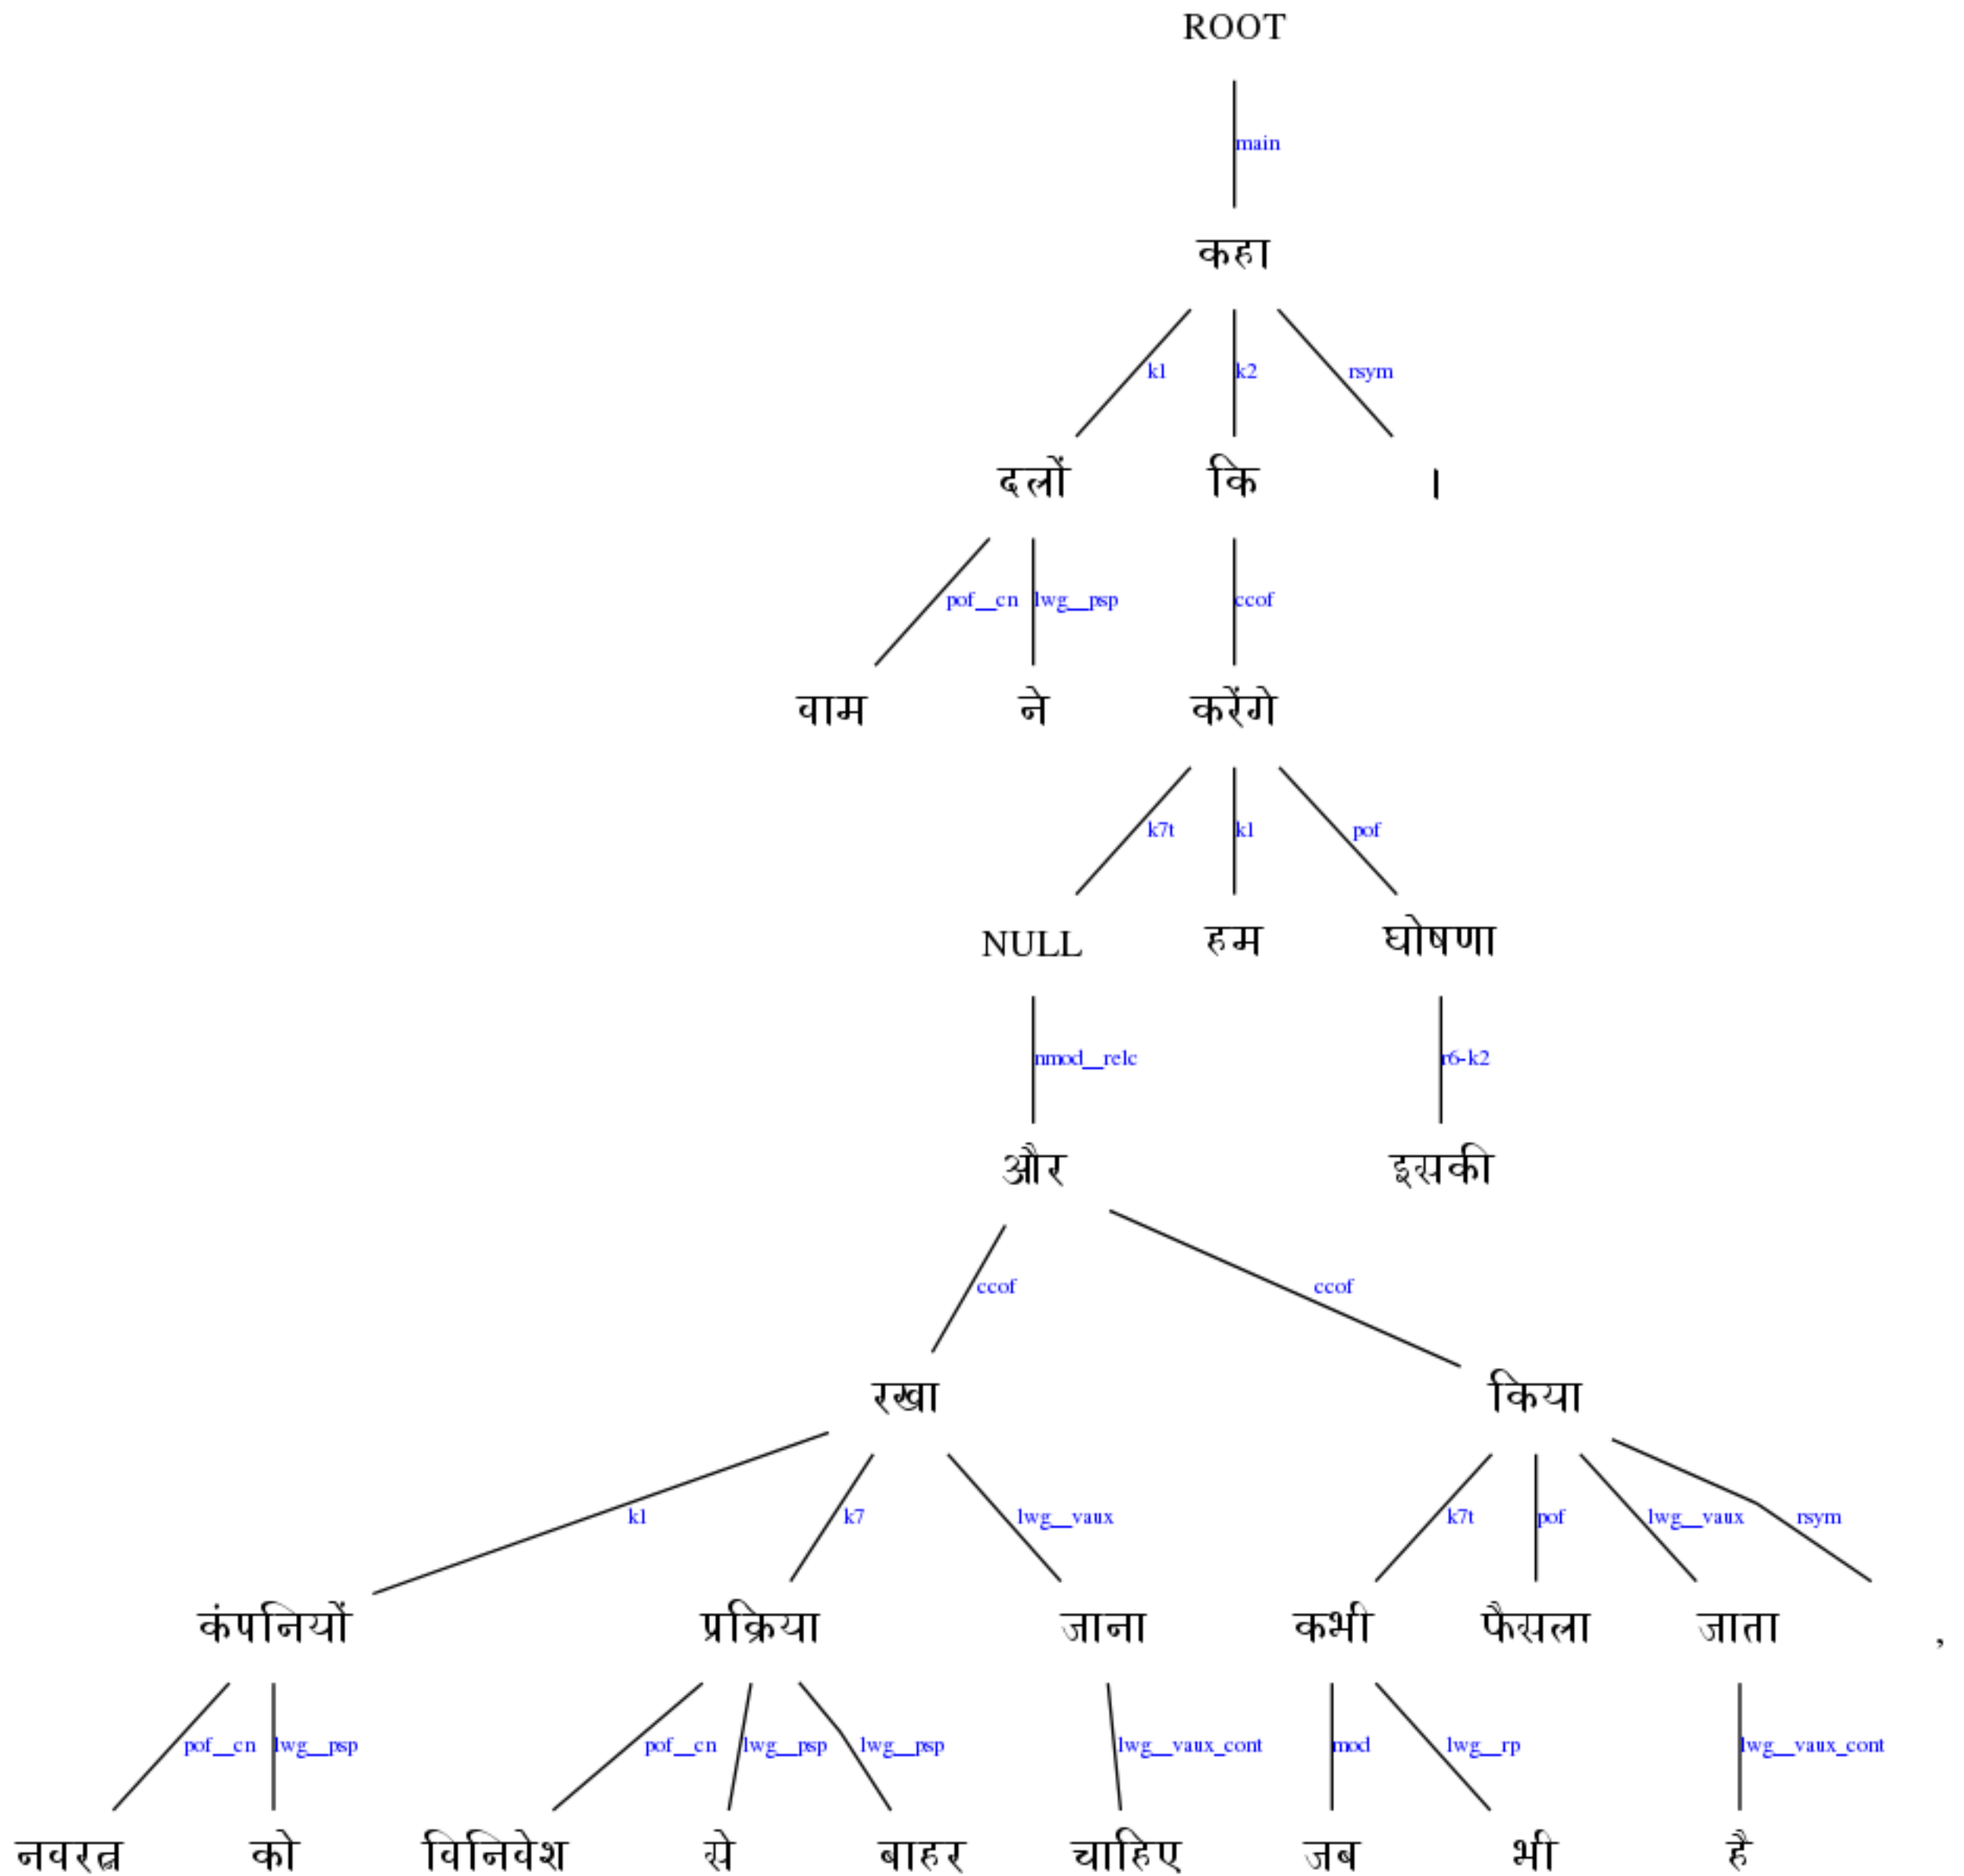 ROOT
main
कहा
k1 k2 rsym
दलों कि ।
pof__cn lwg__psp ccof
वाम ने करेंगे
k7t k1 pof
NULL हम घोषणा
nmod__relc r6-k2
और इसकी
ccof ccof
रखा किया
k1 k7 lwg__vaux k7t pof lwg__vaux rsym
कंपनियों प्रक्रिया जाना कभी फैसला जाता ,
pof__cn lwg__psp pof__cn lwg__psp lwg__psp lwg__vaux_cont mod lwg__rp lwg__vaux_cont
नवरत्न को विनिवेश से बाहर चाहिए जब भी है